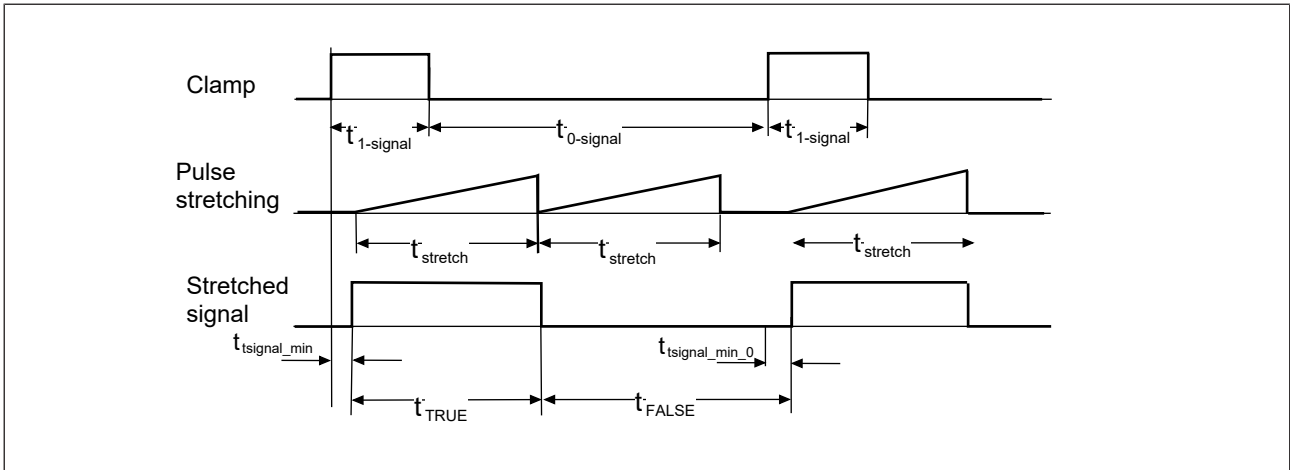 Clamp
t1-signal
t0-signal
t1-signal
Pulse
stretching
tstretch
tstretch
tstretch
Stretched
signal
ttsignal_min
ttsignal_min_0
tTRUE
tFALSE